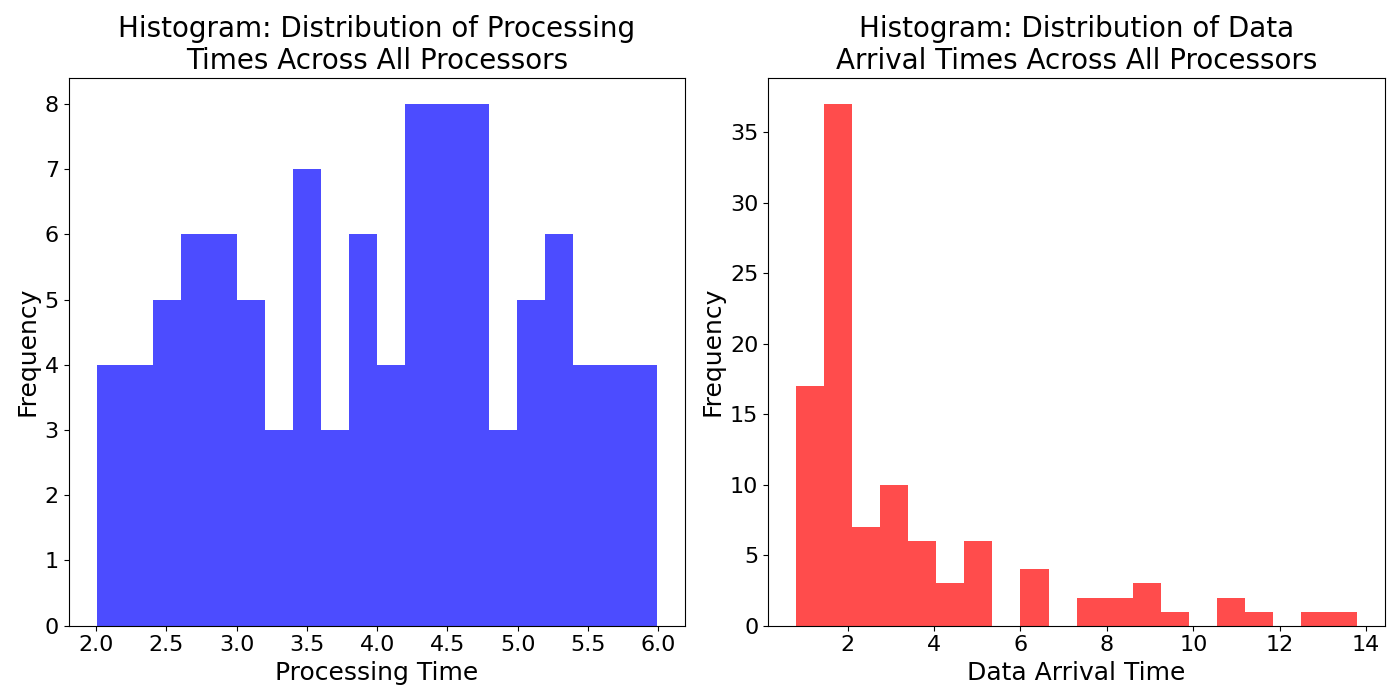 Histogram: Distribution of Processing
Times Across All Processors
8
7
6
5
4
3
2
1
0
Frequency
2.0 2.5 3.0 3.5 4.0 4.5 5.0 5.5 6.0
Processing Time
Histogram: Distribution of Data
Arrival Times Across All Processors
35
30
25
20
15
10
5
0
Frequency
2 4 6 8 10 12 14
Data Arrival Time